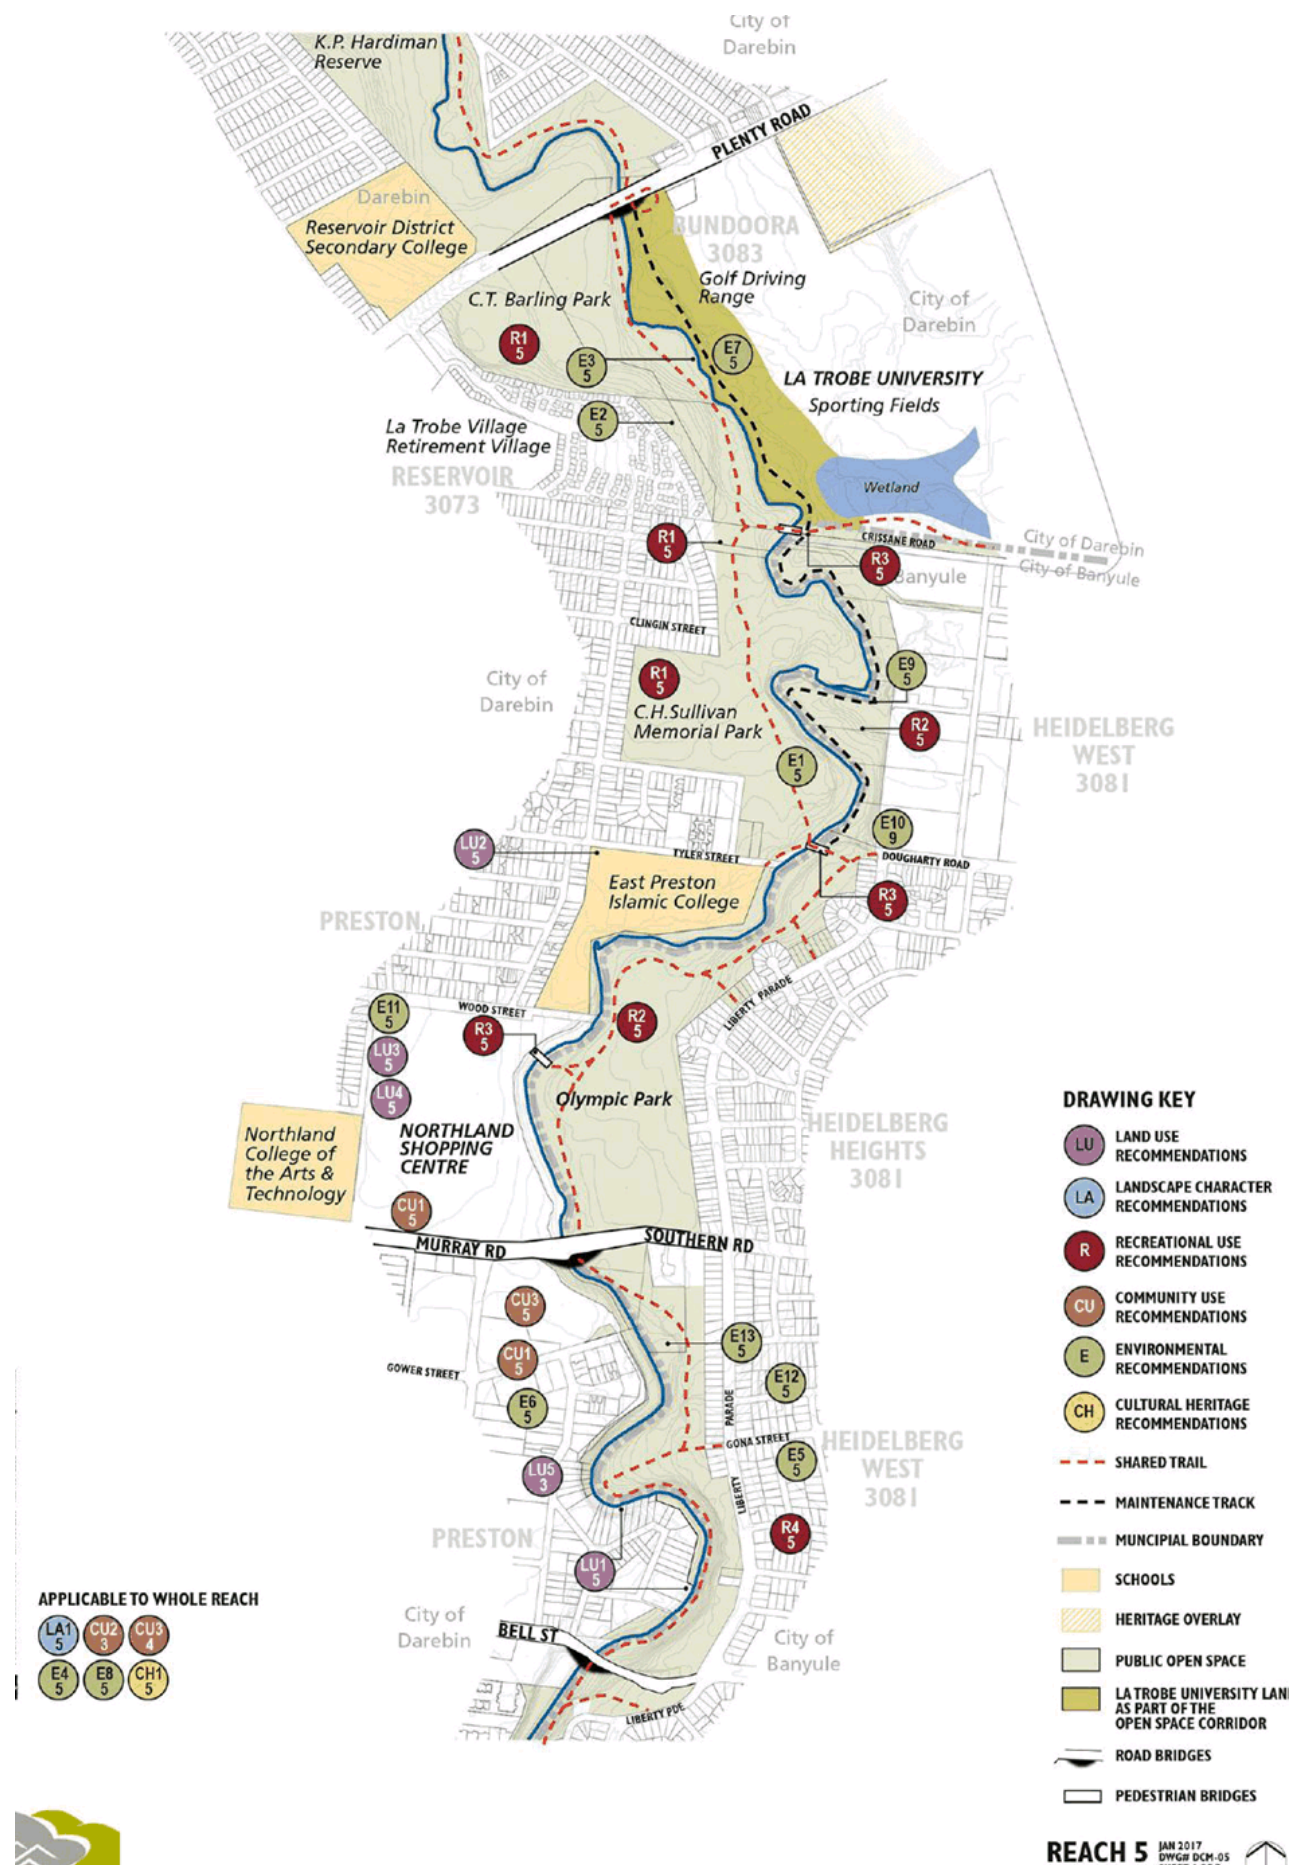 City of
Darebin
K.P. Hardiman
Reserve
PLENTY ROAD
Darebin
Reservoir District
Secondary College
BUNDOORA
3083
Golf Driving
Range
C.T. Barling Park
City of
Darebin
R1
5
E3
5
E7
5
LA TROBE UNIVERSITY
Sporting Fields
E2
5
La Trobe Village
Retirement Village
RESERVOIR
3073
Wetland
R1
5
CRISSANE ROAD
City of Darebin
City of Banyule
R3
5
Banyule
CLINGIN STREET
E9
5
R1
5
City of
Darebin
C.H.Sullivan
Memorial Park
R2
5
HEIDELBERG
WEST
3081
E1
5
E10
9
LU2
5
TYLER STREET
DOUGHARTY ROAD
East Preston
Islamic College
R3
5
PRESTON
LIBERTY PARADE
E11
5
WOOD STREET
R3
5
R2
5
LU3
5
LU4
5
Olympic Park
NORTHLAND
SHOPPING
CENTRE
HEIDELBERG
HEIGHTS
3081
Northland
College of
the Arts &
Technology
CU1
5
MURRAY RD
SOUTHERN RD
CU3
5
E13
5
CU1
5
GOWER STREET
E12
5
E6
5
PARADE
GONA STREET
HEIDELBERG
WEST
3081
E5
5
LU5
3
LIBERTY
R4
5
PRESTON
LU1
5
City of
Darebin
BELL ST
City of
Banyule
LIBERTY PDE
APPLICABLE TO WHOLE REACH
LA1
5
CU2
3
CU3
4
E4
5
E8
5
CH1
5
DRAWING KEY
LU
LAND USE
RECOMMENDATIONS
LA
LANDSCAPE CHARACTER
RECOMMENDATIONS
R
RECREATIONAL USE
RECOMMENDATIONS
CU
COMMUNITY USE
RECOMMENDATIONS
E
ENVIRONMENTAL
RECOMMENDATIONS
CH
CULTURAL HERITAGE
RECOMMENDATIONS
SHARED TRAIL
MAINTENANCE TRACK
MUNCIPIAL BOUNDARY
SCHOOLS
HERITAGE OVERLAY
PUBLIC OPEN SPACE
LA TROBE UNIVERSITY LAND
AS PART OF THE
OPEN SPACE CORRIDOR
ROAD BRIDGES
PEDESTRIAN BRIDGES
REACH 5
JAN 2017
DWG# DCM-05